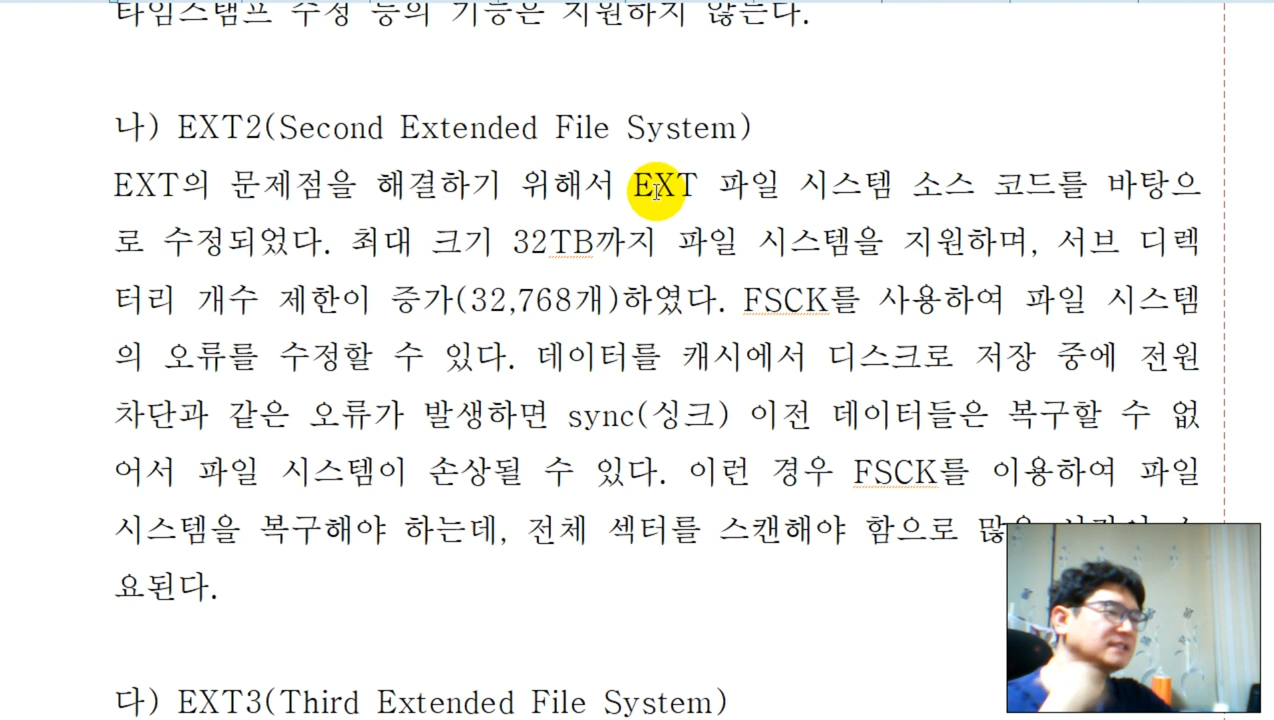 타임스탬프 수정 등의 기능은 지원하지 않는다.
나) EXT2(Second Extended File System)
EXT의 문제점을 해결하기 위해서 EXT 파일 시스템 소스 코드를 바탕으
로 수정되었다. 최대 크기 32TB까지 파일 시스템을 지원하며, 서브 디렉
터리 개수 제한이 증가(32,768개)하였다. FSCK를 사용하여 파일 시스템
의 오류를 수정할 수 있다. 데이터를 캐시에서 디스크로 저장 중에 전원
차단과 같은 오류가 발생하면 sync(싱크) 이전 데이터들은 복구할 수 없
어서 파일 시스템이 손상될 수 있다. 이런 경우 FSCK를 이용하여 파일
시스템을 복구해야 하는데, 전체 섹터를 스캔해야 함으로
요된다.
다) EXT3(Third Extended File System)